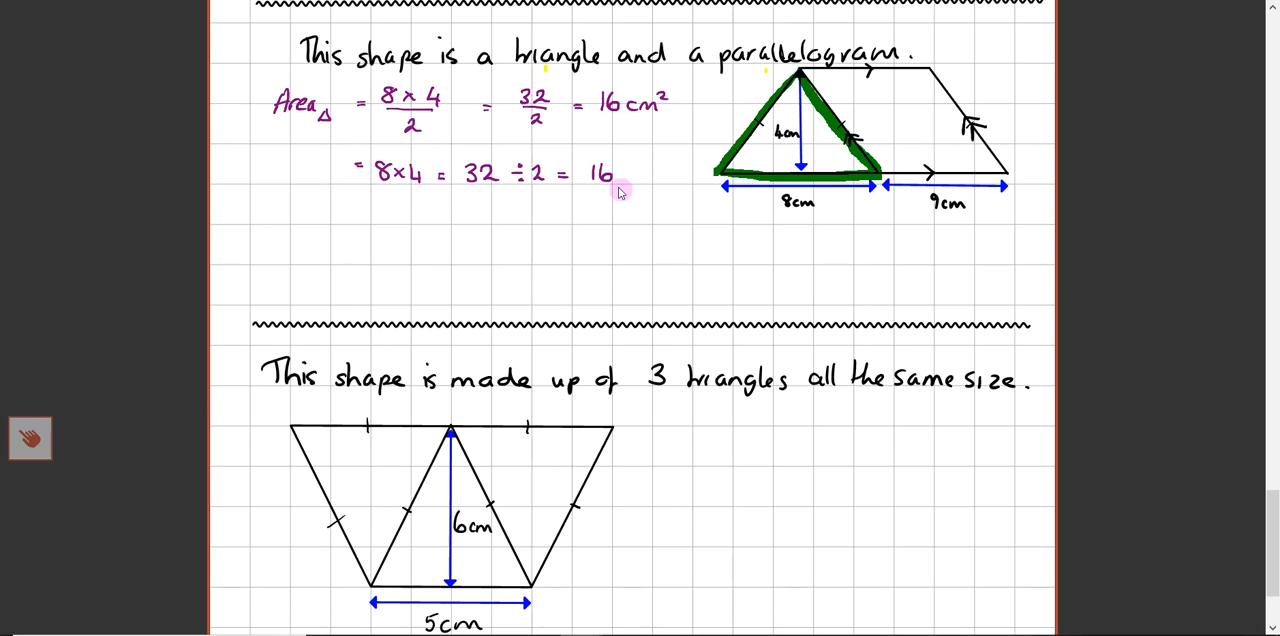 This shape is a triangle and a parallelogram.
Area△ = 8 × 4 / 2 = 32 / 2 = 16 cm²
= 8×4 = 32 ÷ 2 = 16
4cm
8cm
9cm
This shape is made up of 3 triangles all the same size.
6cm
5cm